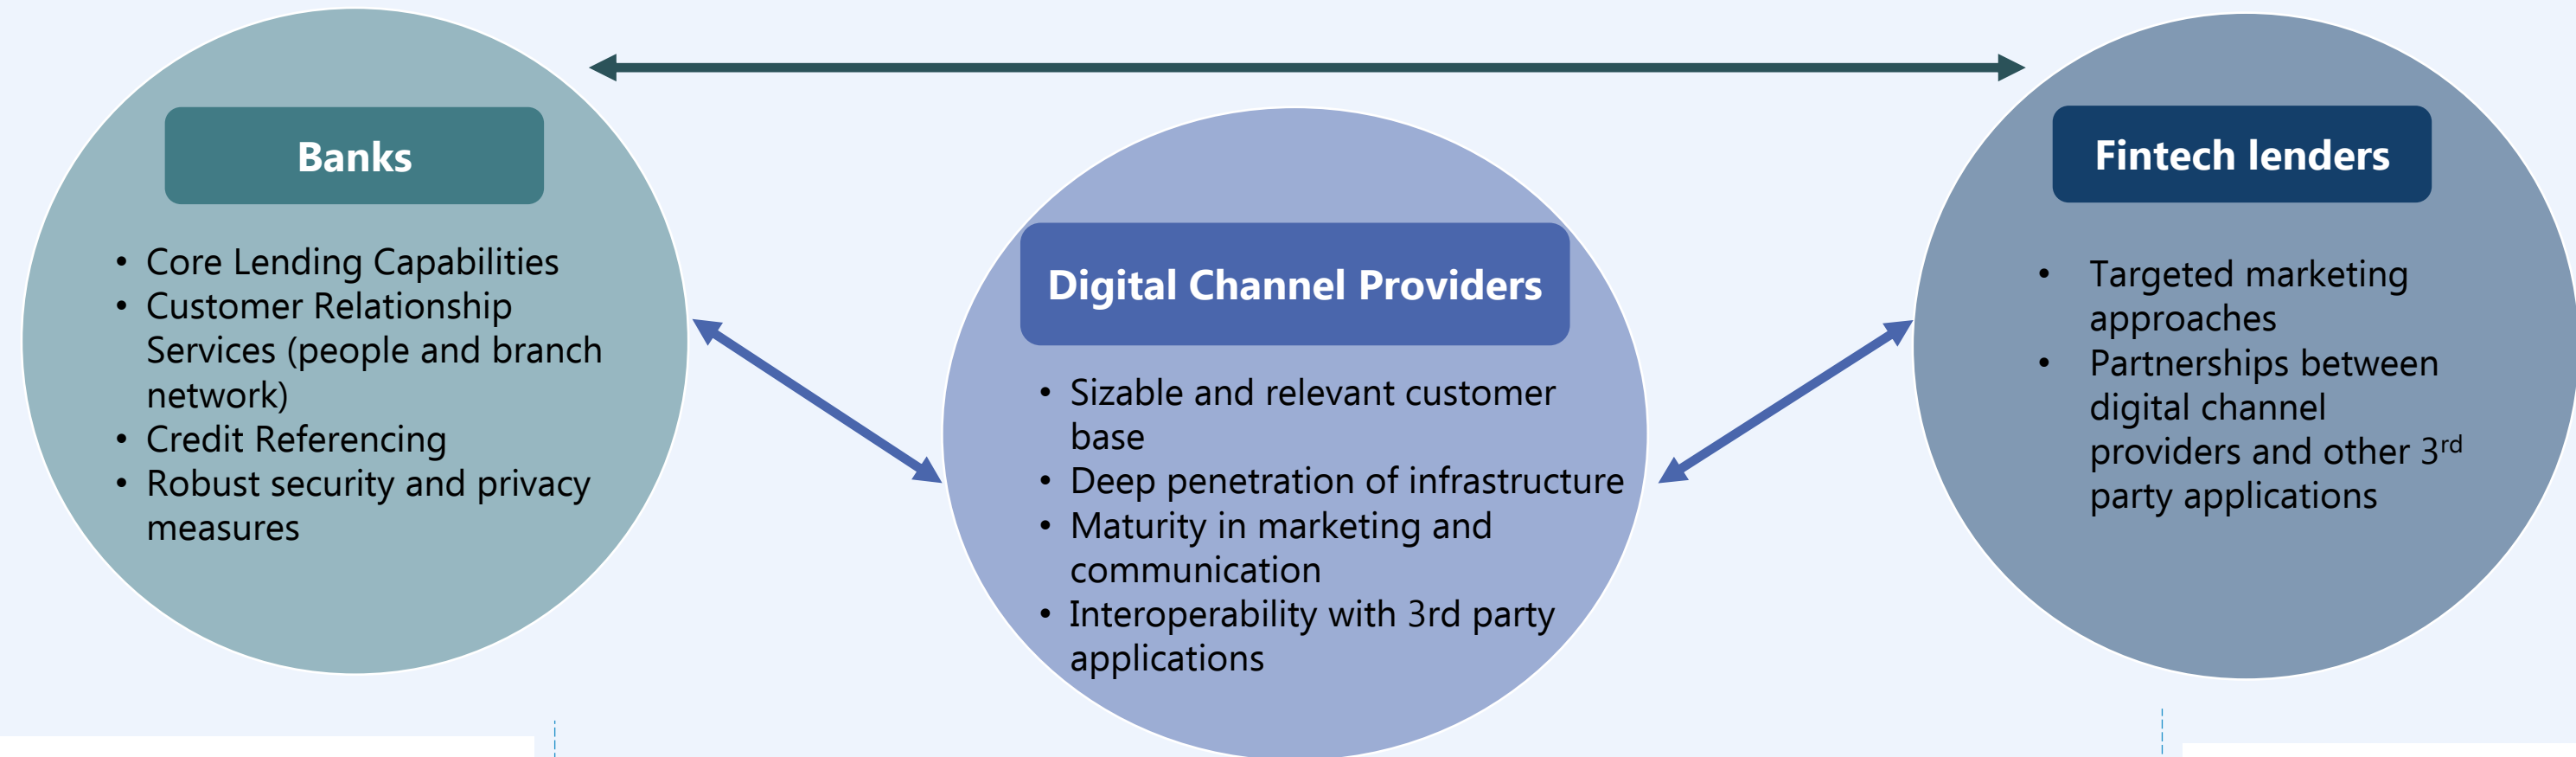 Banks
• Core Lending Capabilities
• Customer Relationship
Services (people and branch
network)
• Credit Referencing
• Robust security and privacy
measures
Digital Channel Providers
• Sizable and relevant customer
base
• Deep penetration of infrastructure
• Maturity in marketing and
communication
• Interoperability with 3rd party
applications
Fintech lenders
• Targeted marketing
approaches
• Partnerships between
digital channel
providers and other 3rd
party applications